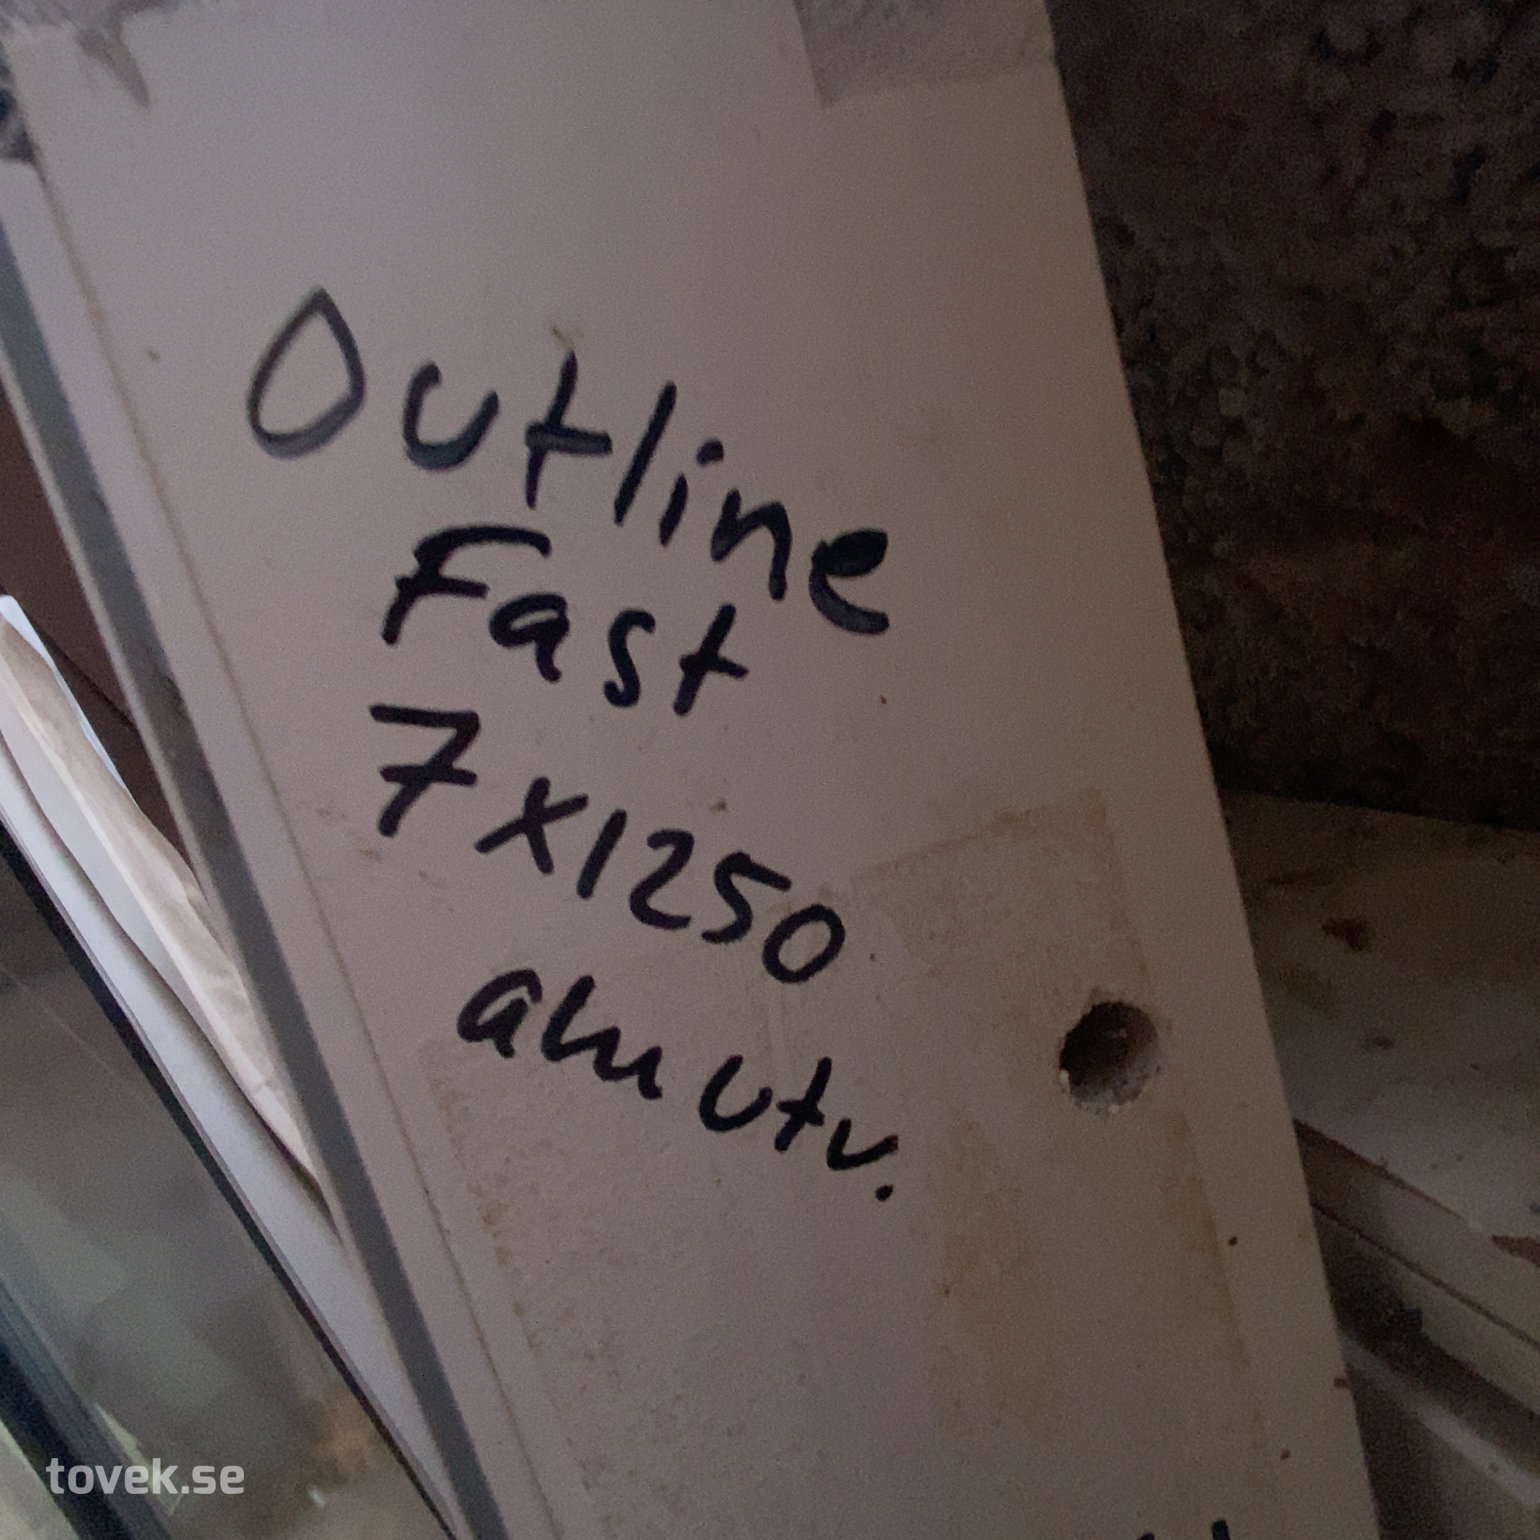 Outline
Fast
7x1250
alu utv.
tovek.se